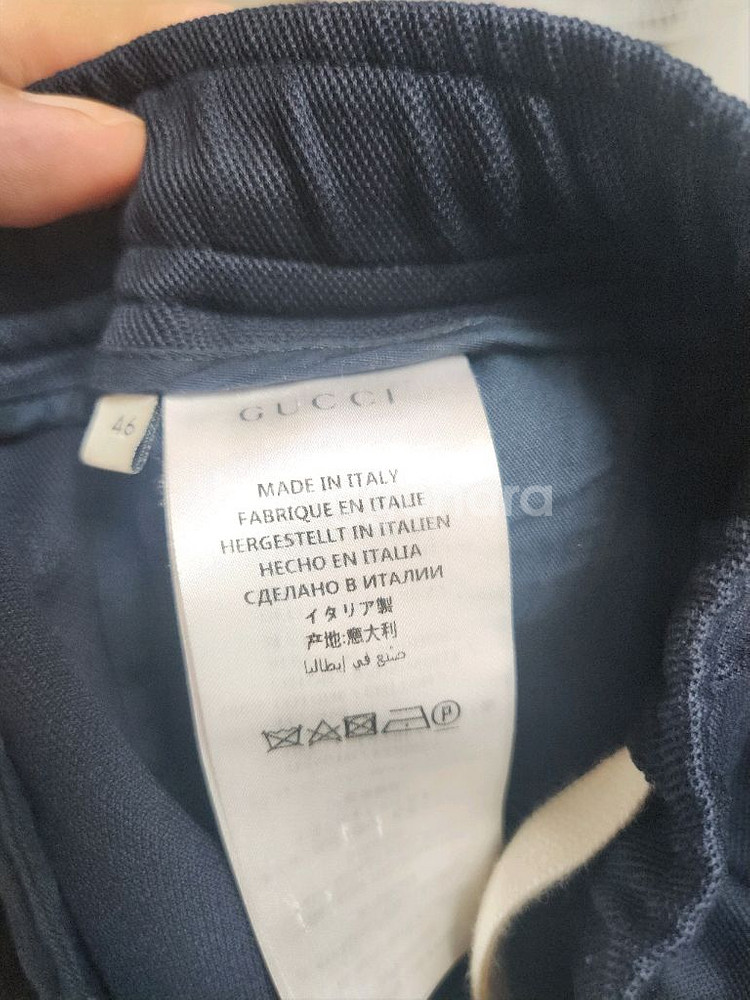 GUCCI
46
MADE IN ITALY
FABRIQUE EN ITALIE
HERGESTELLT IN ITALIEN
HECHO EN ITALIA
СДЕЛАНО В ИТАЛИИ
イタリア製
产地:意大利
صنع في إيطاليا
P